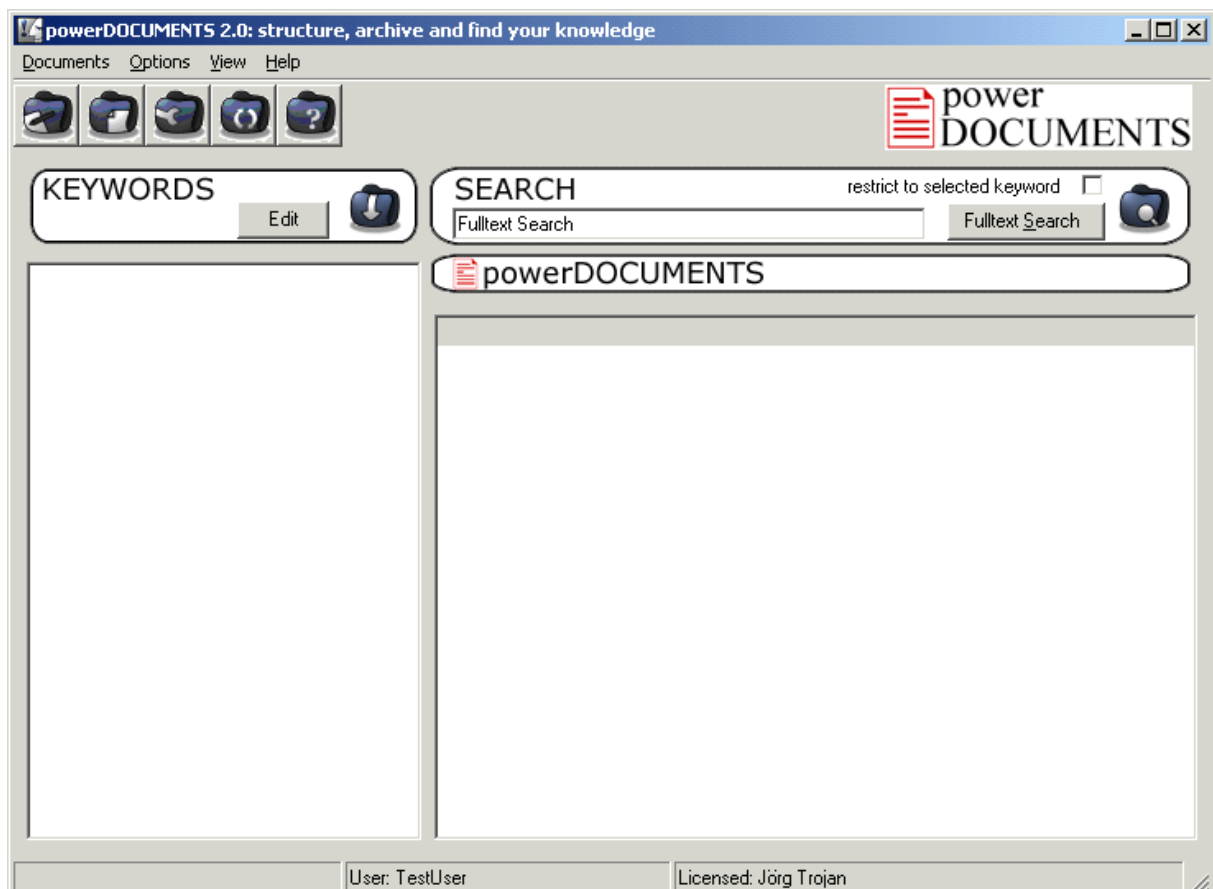 powerDOCUMENTS 2.0: structure, archive and find your knowledge
Documents Options View Help
power
DOCUMENTS
KEYWORDS
Edit
SEARCH
restrict to selected keyword
Fulltext Search
Fulltext Search
powerDOCUMENTS
User: TestUser
Licensed: Jörg Trojan